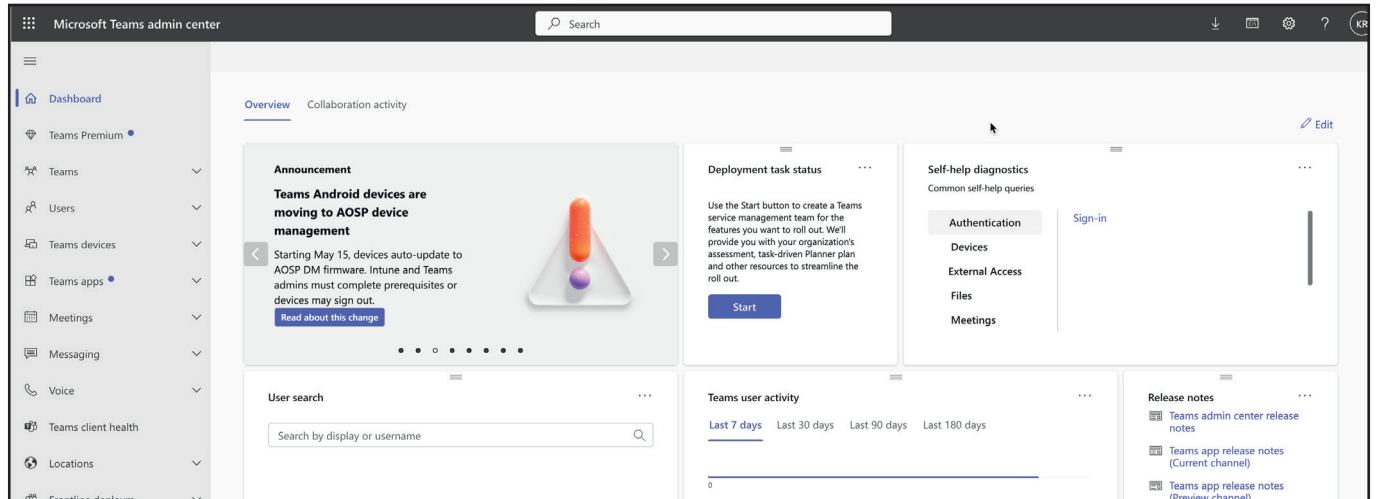 Microsoft Teams admin center
Search
KR
Dashboard
Teams Premium
Teams
Users
Teams devices
Teams apps
Meetings
Messaging
Voice
Teams client health
Locations
Frontline deploym
Overview
Collaboration activity
Edit
Announcement
Teams Android devices are
moving to AOSP device
management
Starting May 15, devices auto-update to
AOSP DM firmware. Intune and Teams
admins must complete prerequisites or
devices may sign out.
Read about this change
Deployment task status
Use the Start button to create a Teams
service management team for the
features you want to roll out. We'll
provide you with your organization's
assessment, task-driven Planner plan
and other resources to streamline the
roll out.
Start
Self-help diagnostics
Common self-help queries
Authentication
Devices
External Access
Files
Meetings
Sign-in
User search
Search by display or username
Teams user activity
Last 7 days
Last 30 days
Last 90 days
Last 180 days
0
Release notes
Teams admin center release
notes
Teams app release notes
(Current channel)
Teams app release notes
(Preview channel)